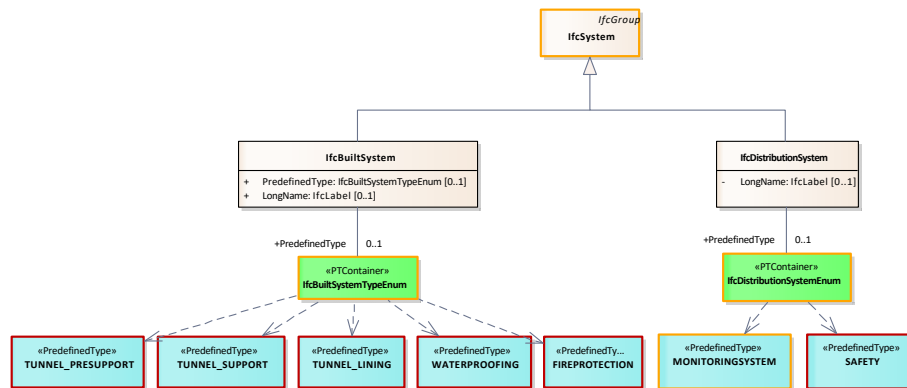 IfcGroup
IfcSystem
IfcBuiltSystem
+ PredefinedType: IfcBuiltSystemTypeEnum [0..1]
+ LongName: IfcLabel [0..1]
IfcDistributionSystem
- LongName: IfcLabel [0..1]
+PredefinedType 0..1
+PredefinedType 0..1
«PTContainer»
IfcBuiltSystemTypeEnum
«PTContainer»
IfcDistributionSystemEnum
«PredefinedType»
TUNNEL_PRESUPPORT
«PredefinedType»
TUNNEL_SUPPORT
«PredefinedType»
TUNNEL_LINING
«PredefinedType»
WATERPROOFING
«PredefinedTy...
FIREPROTECTION
«PredefinedType»
MONITORINGSYSTEM
«PredefinedType»
SAFETY